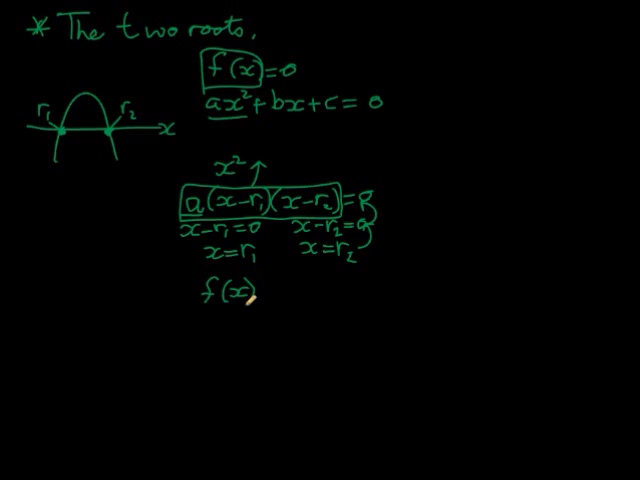 * The two roots.
f(x) = 0
ax² + bx + c = 0
r₁ r₂ x
x² ↑
a(x-r₁)(x-r₂) = 0
x-r₁=0 x-r₂=0
x=r₁ x=r₂
f(x)